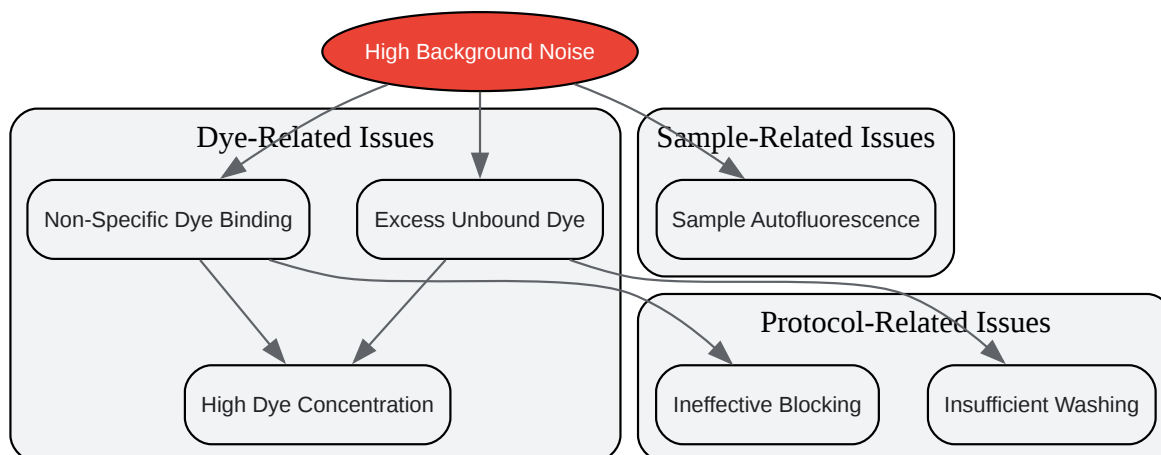 High Background Noise
Dye-Related Issues
Sample-Related Issues
Non-Specific Dye Binding
Excess Unbound Dye
Sample Autofluorescence
Protocol-Related Issues
High Dye Concentration
Ineffective Blocking
Insufficient Washing